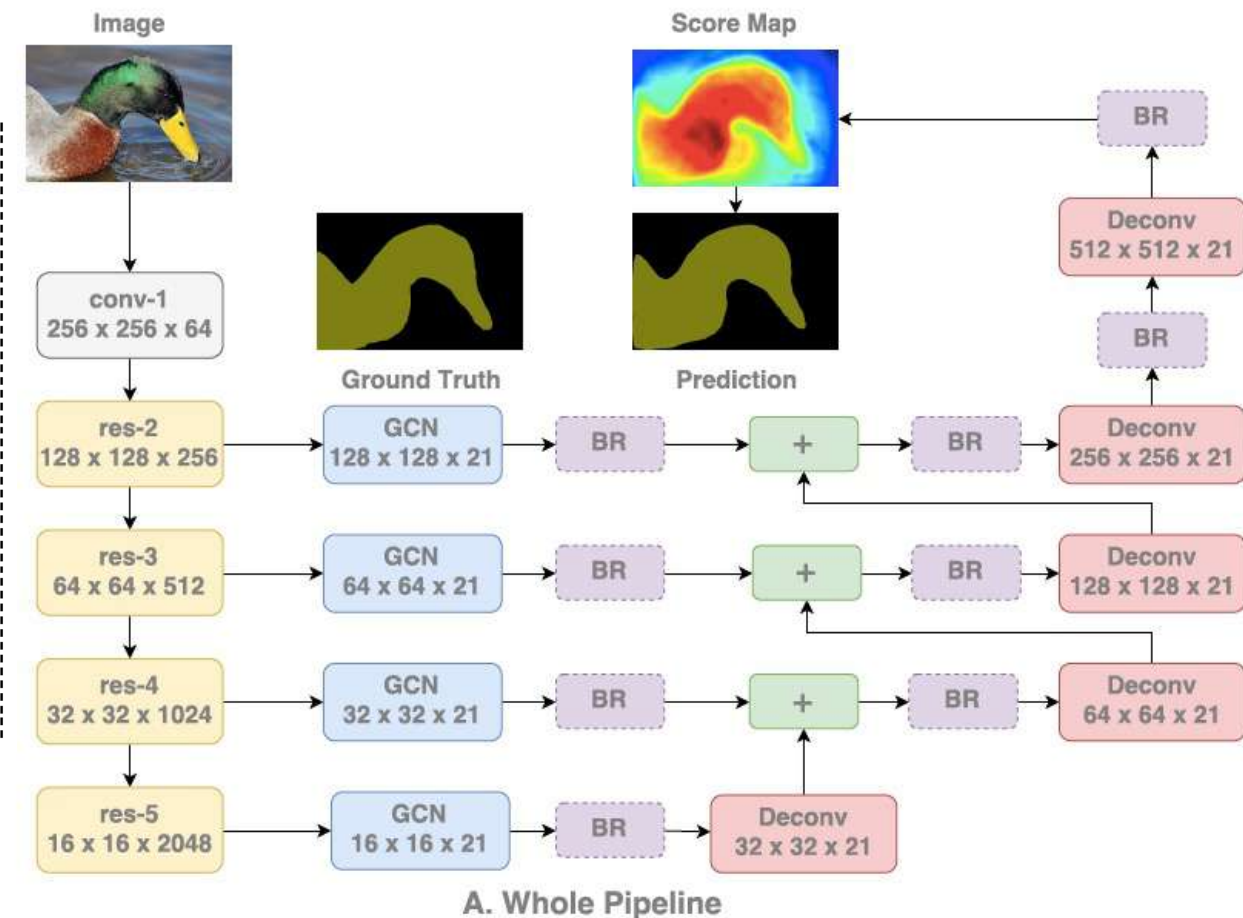 Image
Score Map
BR
Deconv
512 x 512 x 21
conv-1
256 x 256 x 64
BR
Ground Truth
Prediction
res-2
128 x 128 x 256
GCN
128 x 128 x 21
BR
+
BR
Deconv
256 x 256 x 21
res-3
64 x 64 x 512
GCN
64 x 64 x 21
BR
+
BR
Deconv
128 x 128 x 21
res-4
32 x 32 x 1024
GCN
32 x 32 x 21
BR
+
BR
Deconv
64 x 64 x 21
res-5
16 x 16 x 2048
GCN
16 x 16 x 21
BR
Deconv
32 x 32 x 21
A. Whole Pipeline